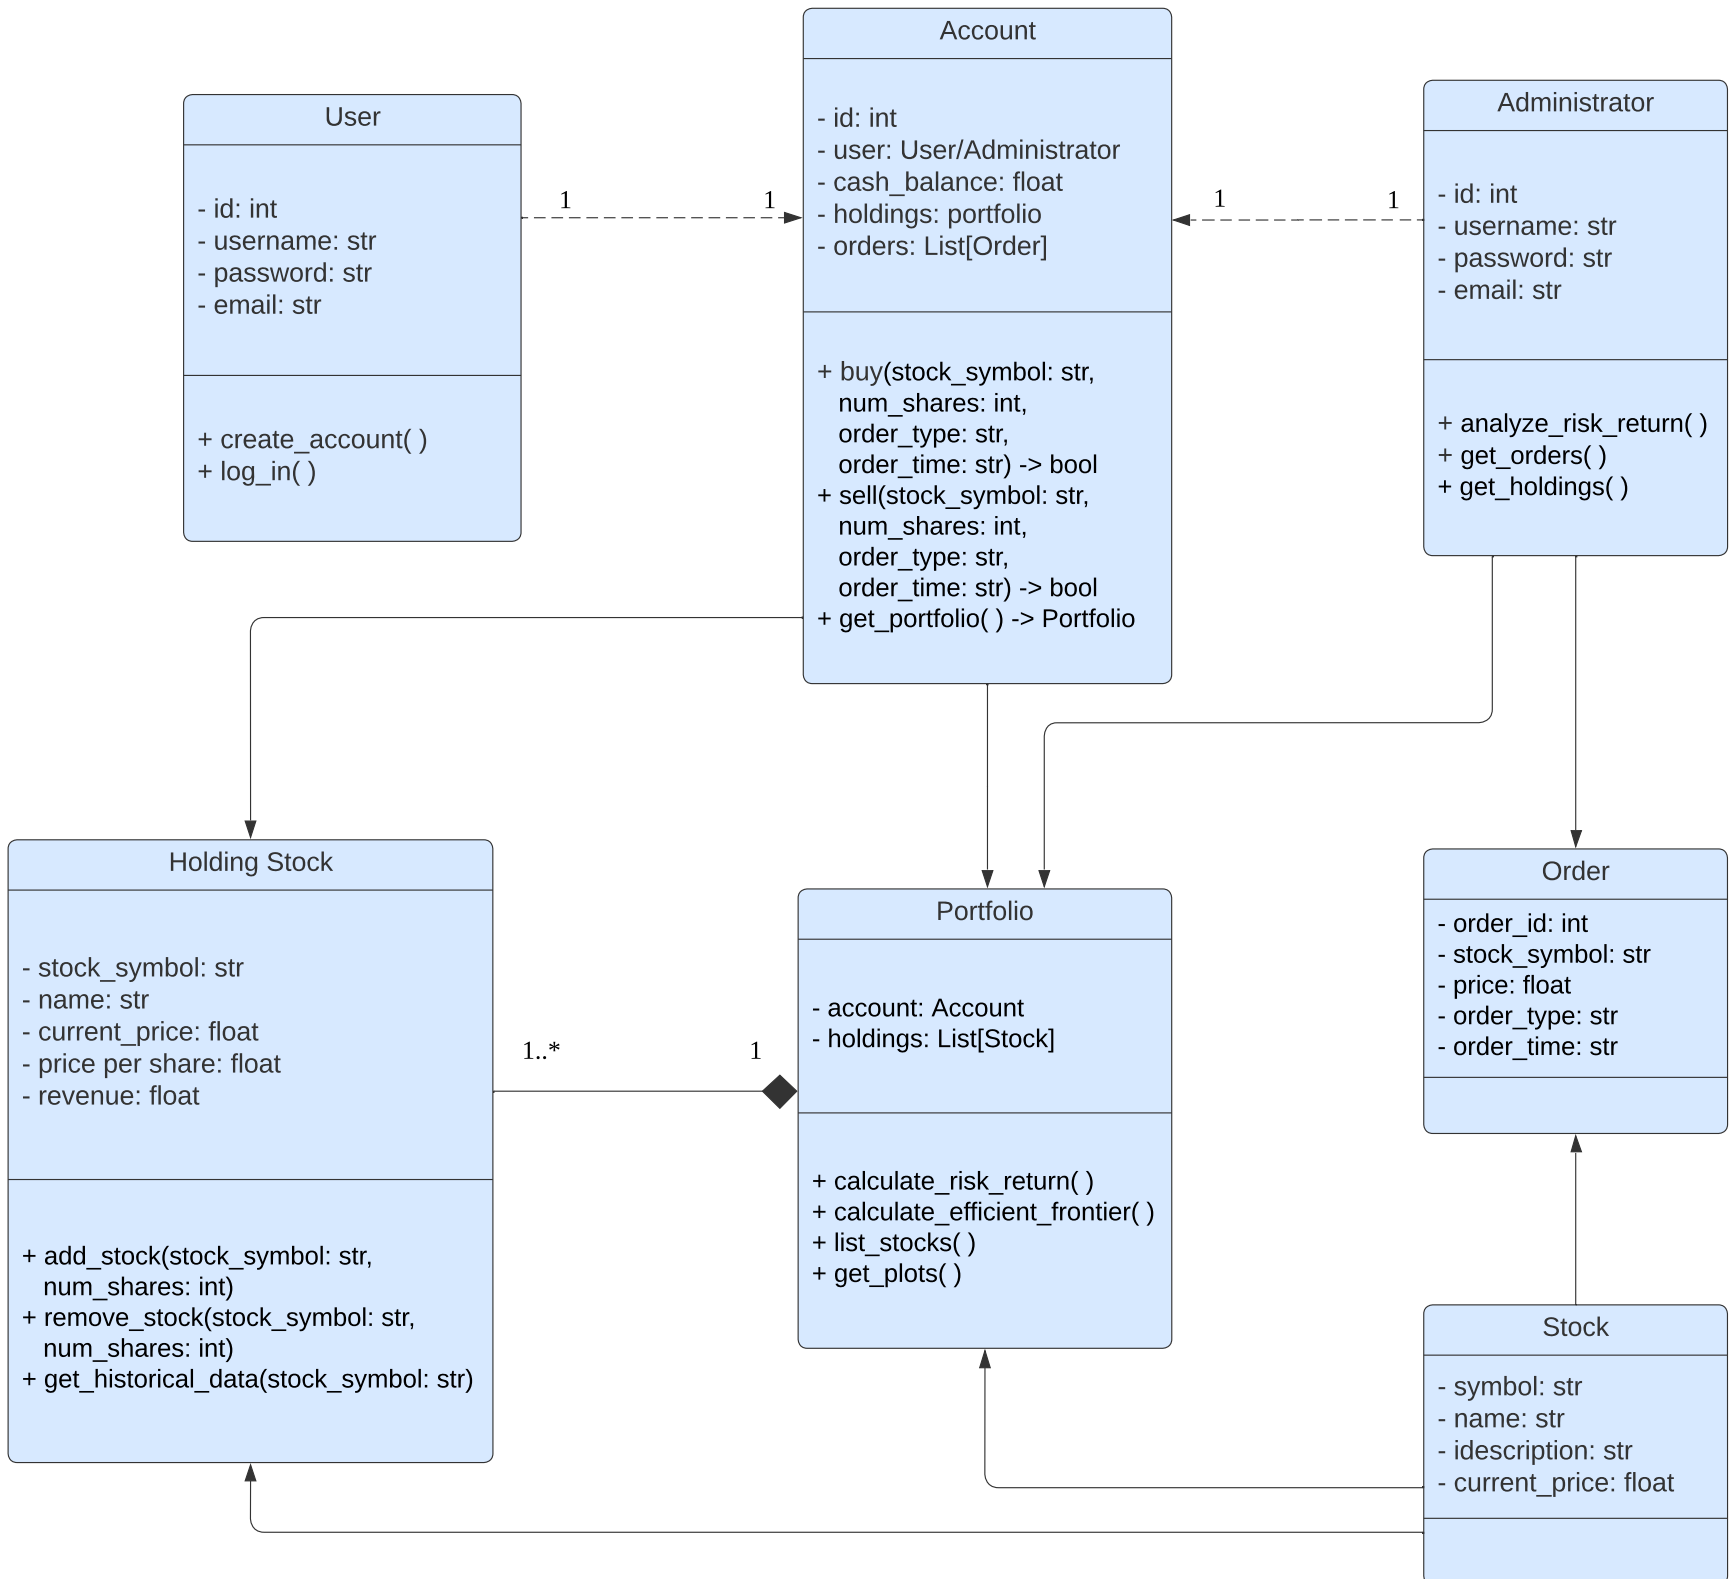 User
- id: int
- username: str
- password: str
- email: str
+ create_account( )
+ log_in( )
1
1
Account
- id: int
- user: User/Administrator
- cash_balance: float
- holdings: portfolio
- orders: List[Order]
+ buy(stock_symbol: str,
num_shares: int,
order_type: str,
order_time: str) -> bool
+ sell(stock_symbol: str,
num_shares: int,
order_type: str,
order_time: str) -> bool
+ get_portfolio( ) -> Portfolio
1
1
Administrator
- id: int
- username: str
- password: str
- email: str
+ analyze_risk_return( )
+ get_orders( )
+ get_holdings( )
Holding Stock
- stock_symbol: str
- name: str
- current_price: float
- price per share: float
- revenue: float
+ add_stock(stock_symbol: str,
num_shares: int)
+ remove_stock(stock_symbol: str,
num_shares: int)
+ get_historical_data(stock_symbol: str)
1..*
1
Portfolio
- account: Account
- holdings: List[Stock]
+ calculate_risk_return( )
+ calculate_efficient_frontier( )
+ list_stocks( )
+ get_plots( )
Order
- order_id: int
- stock_symbol: str
- price: float
- order_type: str
- order_time: str
Stock
- symbol: str
- name: str
- idescription: str
- current_price: float